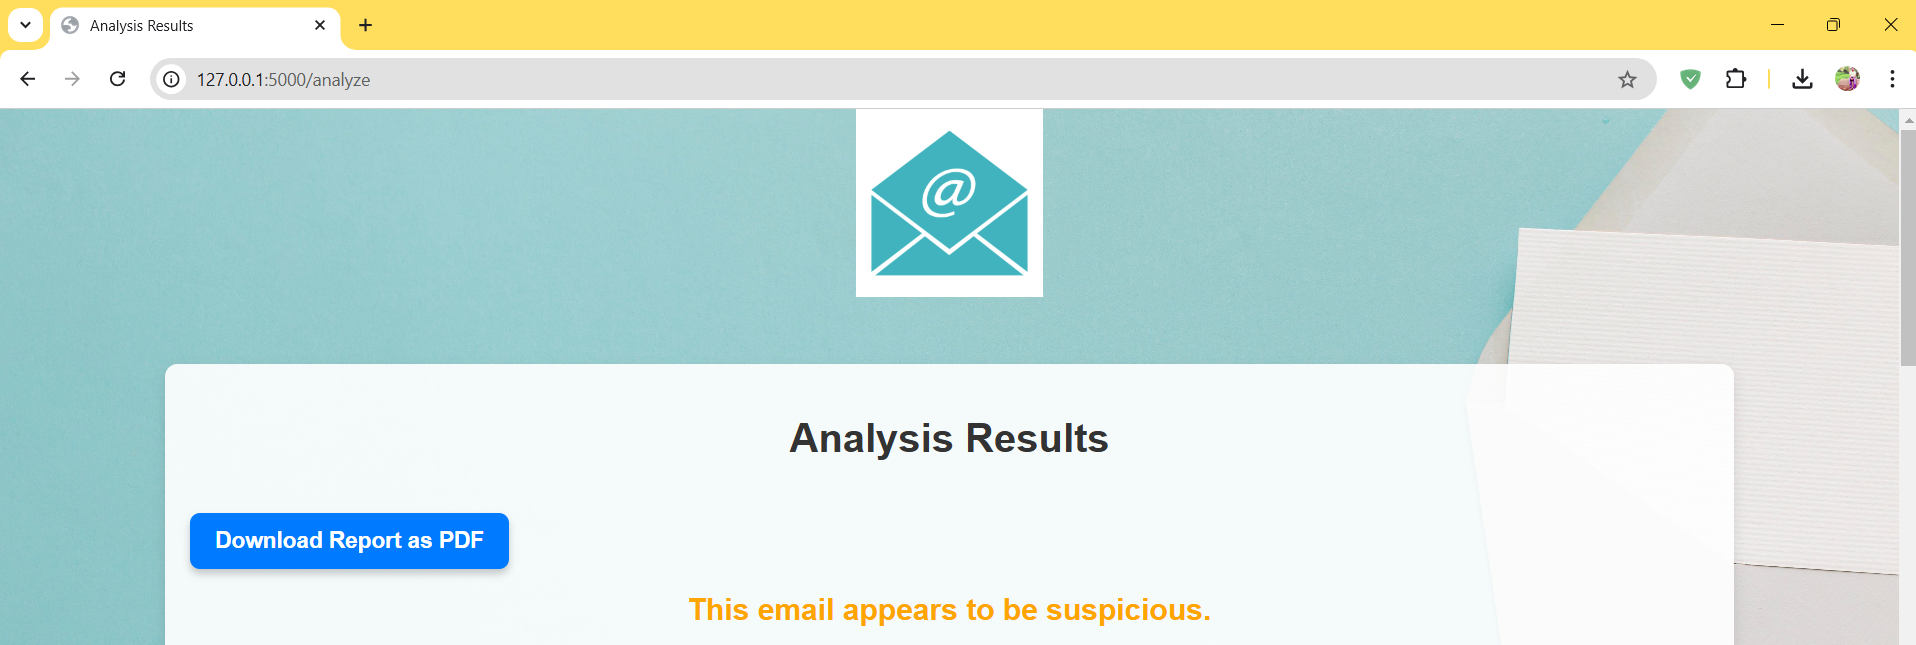 Analysis Results
127.0.0.1:5000/analyze
@
Analysis Results
Download Report as PDF
This email appears to be suspicious.